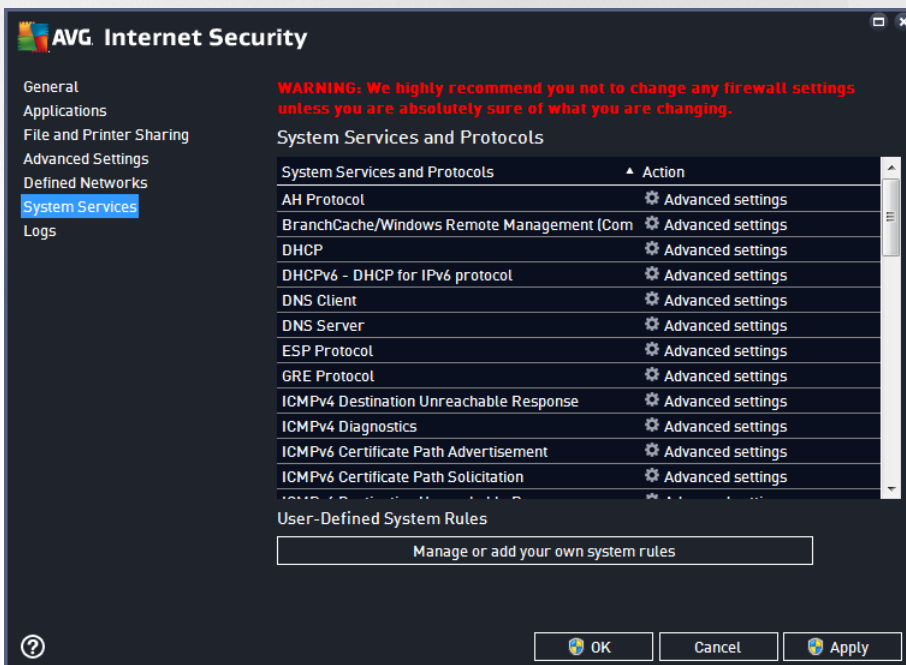 AVG Internet Security
General
Applications
File and Printer Sharing
Advanced Settings
Defined Networks
System Services
Logs
WARNING: We highly recommend you not to change any firewall settings
unless you are absolutely sure of what you are changing.
System Services and Protocols
System Services and Protocols Action
AH Protocol Advanced settings
BranchCache/Windows Remote Management (Com Advanced settings
DHCP Advanced settings
DHCPv6 - DHCP for IPv6 protocol Advanced settings
DNS Client Advanced settings
DNS Server Advanced settings
ESP Protocol Advanced settings
GRE Protocol Advanced settings
ICMPv4 Destination Unreachable Response Advanced settings
ICMPv4 Diagnostics Advanced settings
ICMPv6 Certificate Path Advertisement Advanced settings
ICMPv6 Certificate Path Solicitation Advanced settings
User-Defined System Rules
Manage or add your own system rules
OK Cancel Apply